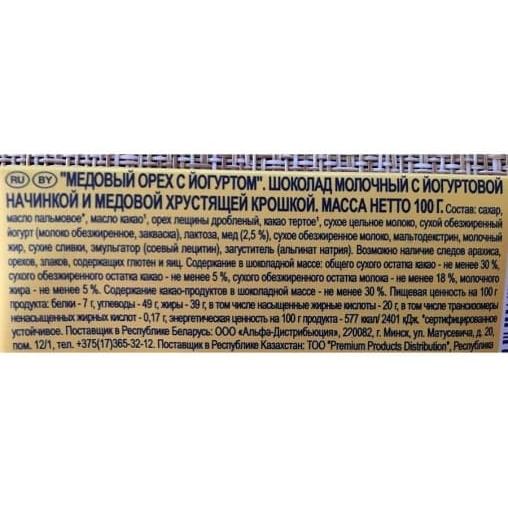 RU BY "МЕДОВЫЙ ОРЕХ С ЙОГУРТОМ". ШОКОЛАД МОЛОЧНЫЙ С ЙОГУРТОВОЙ
НАЧИНКОЙ И МЕДОВОЙ ХРУСТЯЩЕЙ КРОШКОЙ. МАССА НЕТТО 100 Г. Состав: сахар,
масло пальмовое*, масло какао*, орех лещины дробленый, какао тертое*, сухое цельное молоко, сухой обезжиренный
йогурт (молоко обезжиренное, закваска), лактоза, мед (2,5 %), сухое обезжиренное молоко, мальтодекстрин, молочный
жир, сухие сливки, эмульгатор (соевый лецитин), загуститель (альгинат натрия). Возможно наличие следов арахиса,
орехов, злаков, содержащих глютен и яиц. Содержание в шоколадной массе: общего сухого остатка какао - не менее 30 %,
сухого обезжиренного остатка какао - не менее 5 %, сухого обезжиренного остатка молока - не менее 18 %, молочного
жира - не менее 5 %. Содержание какао-продуктов в шоколадной массе - не менее 30 %. Пищевая ценность на 100 г
продукта: белки - 7 г, углеводы - 49 г, жиры - 39 г, в том числе насыщенные жирные кислоты - 20 г, в том числе трансизомеры
ненасыщенных жирных кислот - 0,17 г, энергетическая ценность на 100 г продукта - 577 ккал/ 2401 кДж. *сертифицированное
устойчивое. Поставщик в Республику Беларусь: ООО «Альфа-Дистрибьюция», 220082, г. Минск, ул. Матусевича, д. 20,
пом. 12/1, тел. +375(17)365-32-12. Поставщик в Республике Казахстан: ТОО "Premium Products Distribution", Республика